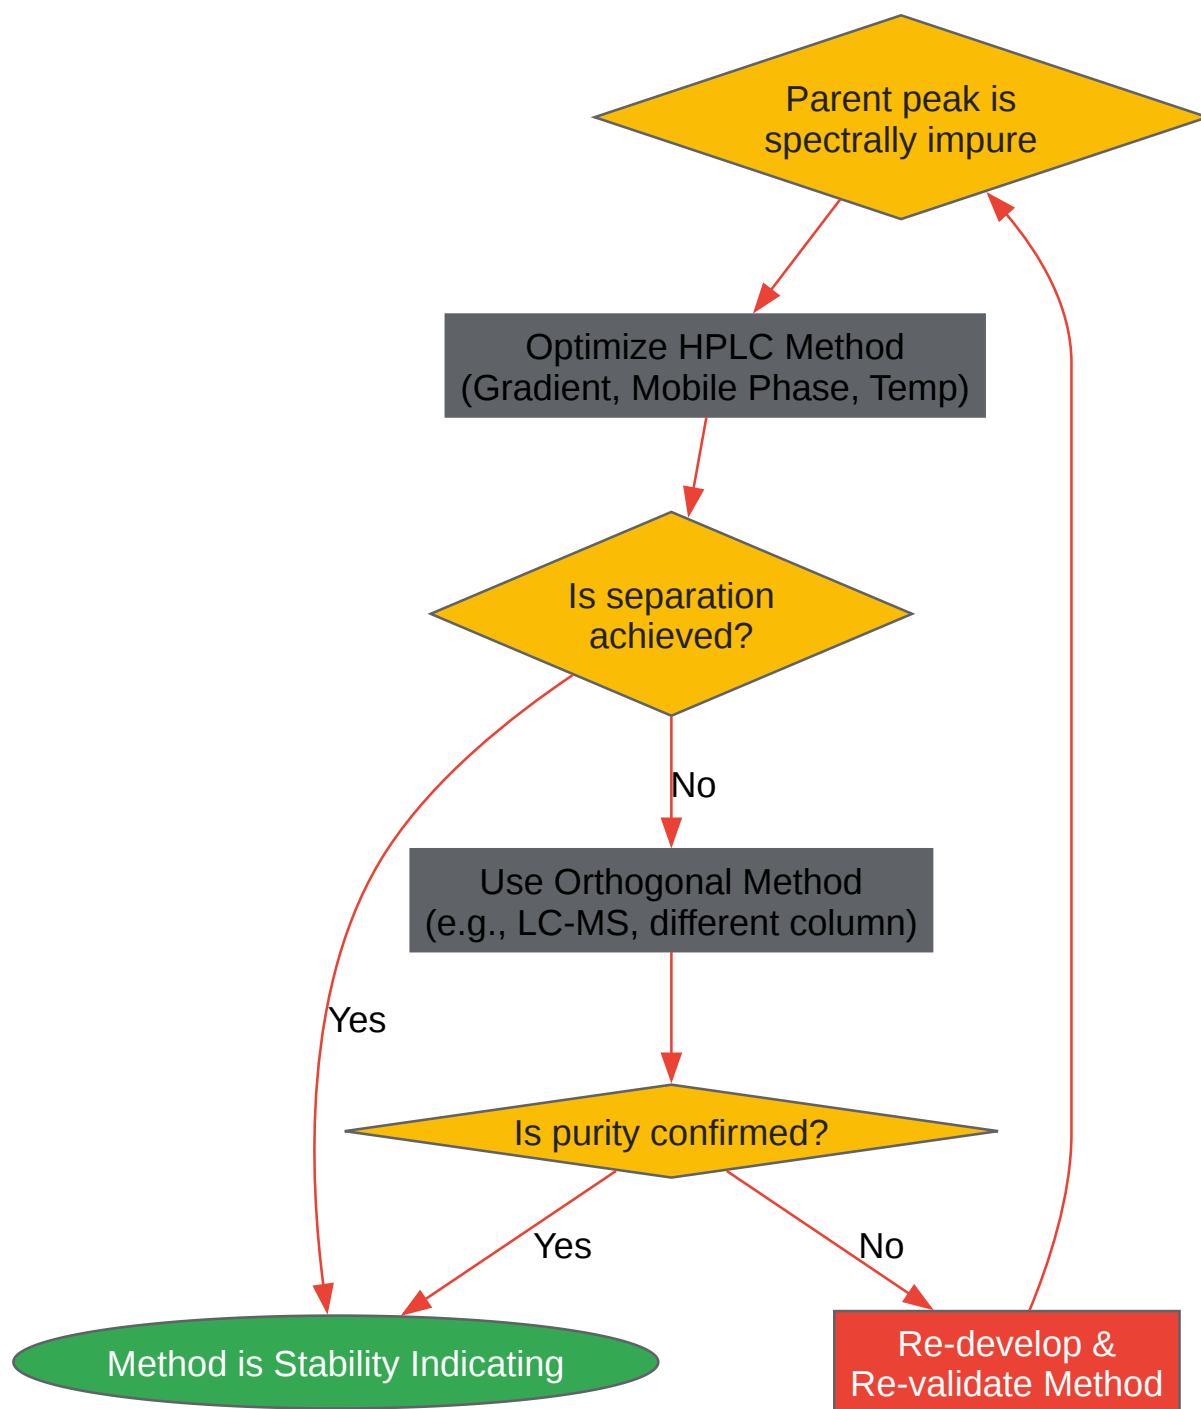 Parent peak is
spectrally impure
Optimize HPLC Method
(Gradient, Mobile Phase, Temp)
Is separation
achieved?
No
Use Orthogonal Method
(e.g., LC-MS, different column)
Yes
Is purity confirmed?
Yes
No
Method is Stability Indicating
Re-develop &
Re-validate Method